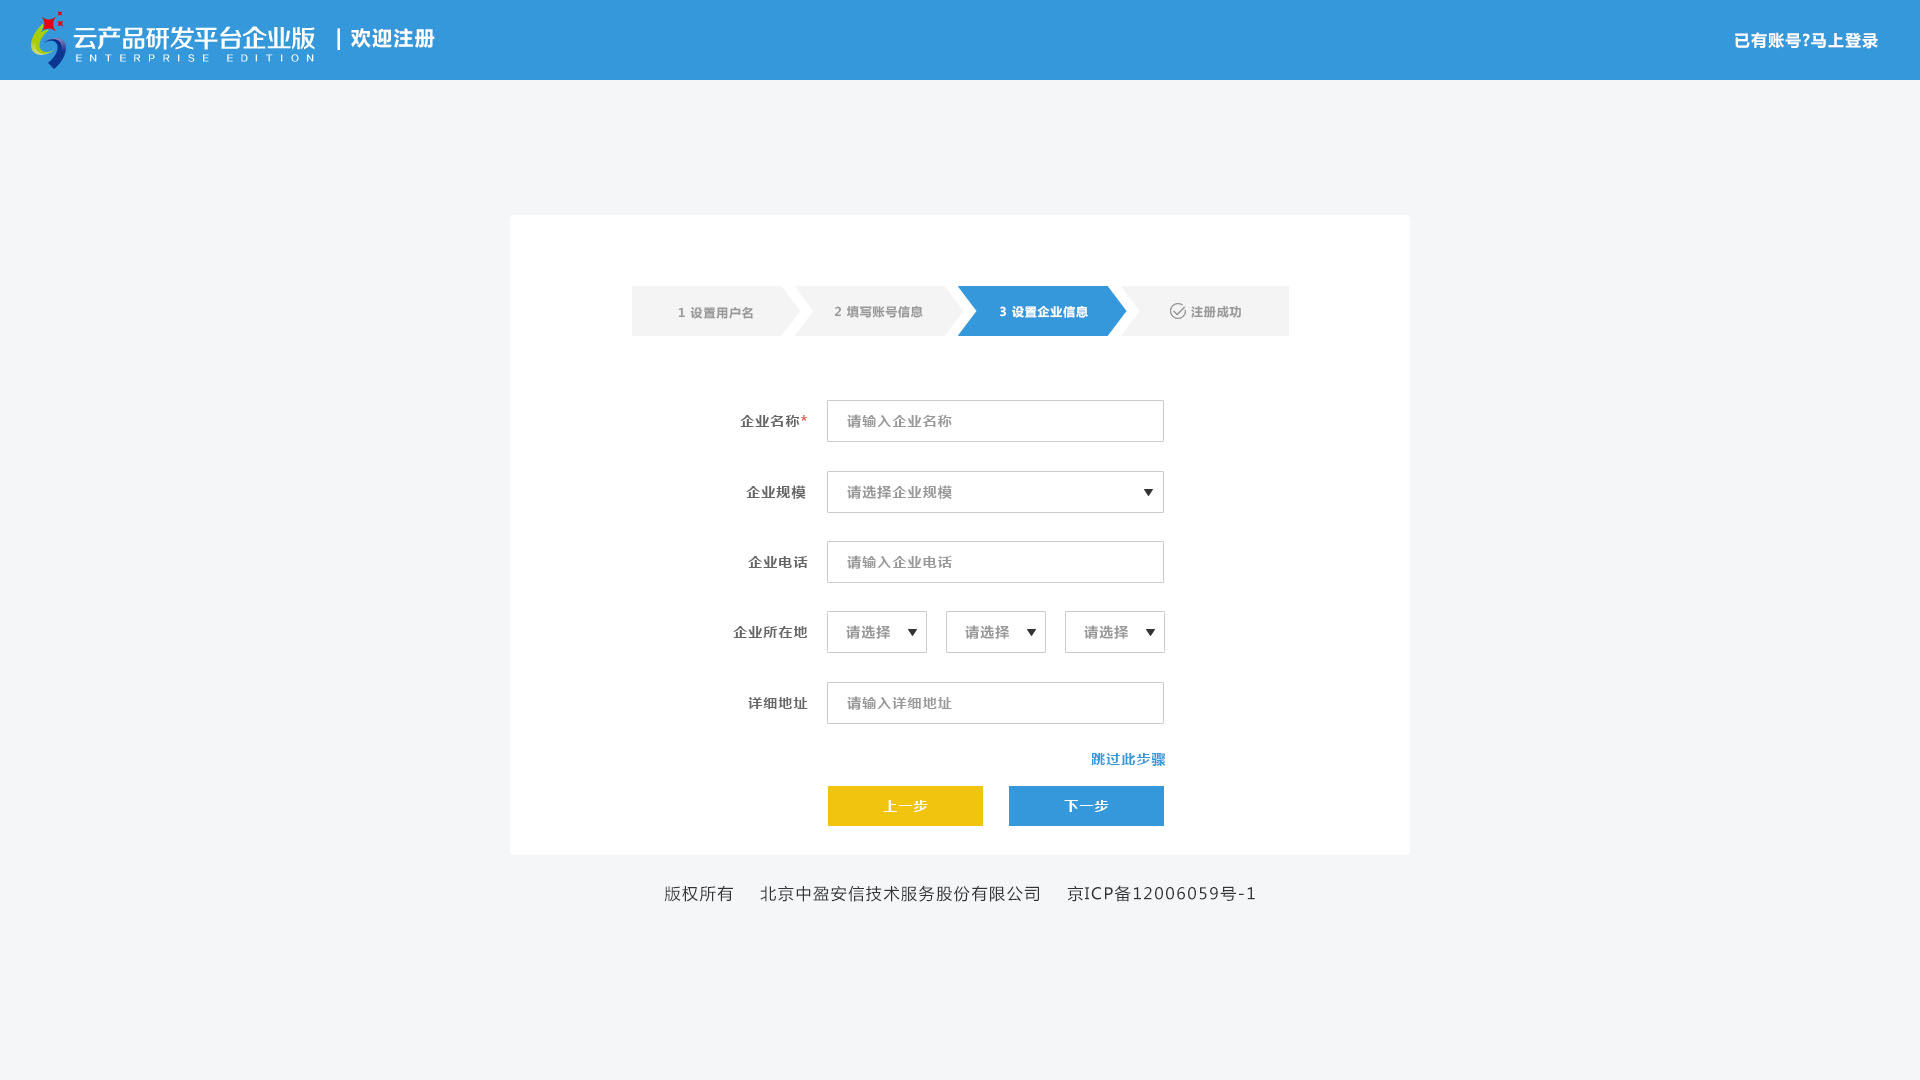 云产品研发平台企业版 | 欢迎注册
ENTERPRISE EDITION
已有账号?马上登录
1 设置用户名
2 填写账号信息
3 设置企业信息
注册成功
企业名称* 请输入企业名称
企业规模 请选择企业规模
企业电话 请输入企业电话
企业所在地 请选择 请选择 请选择
详细地址 请输入详细地址
跳过此步骤
上一步 下一步
版权所有 北京中盈安信技术服务股份有限公司 京ICP备12006059号-1